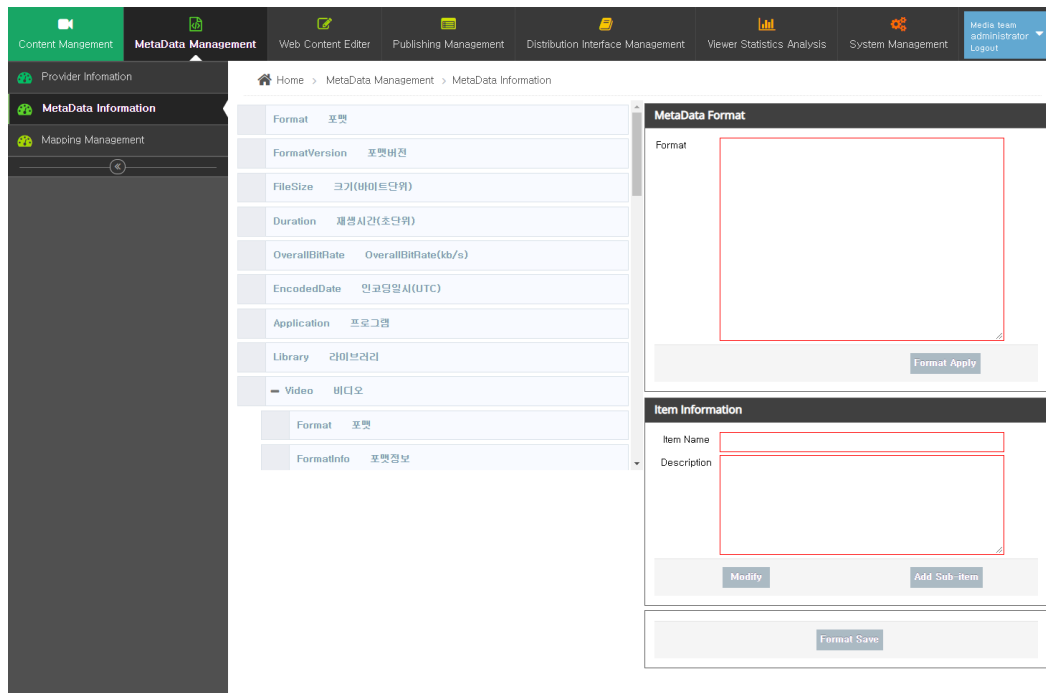 Content Mangement
MetaData Management
Web Content Editer
Publishing Management
Distribution Interface Management
Viewer Statistics Analysis
System Management
Media team
administrator
Logout
Provider Infomation
MetaData Information
Mapping Management
Home > MetaData Management > MetaData Information
Format 포맷
FormatVersion 포맷버전
FileSize 크기(바이트단위)
Duration 재생시간(초단위)
OverallBitRate OverallBitRate(kb/s)
EncodedDate 인코딩일시(UTC)
Application 프로그램
Library 라이브러리
Video 비디오
Format 포맷
FormatInfo 포맷정보
MetaData Format
Format
Format Apply
Item Information
Item Name
Description
Modify
Add Sub-item
Format Save